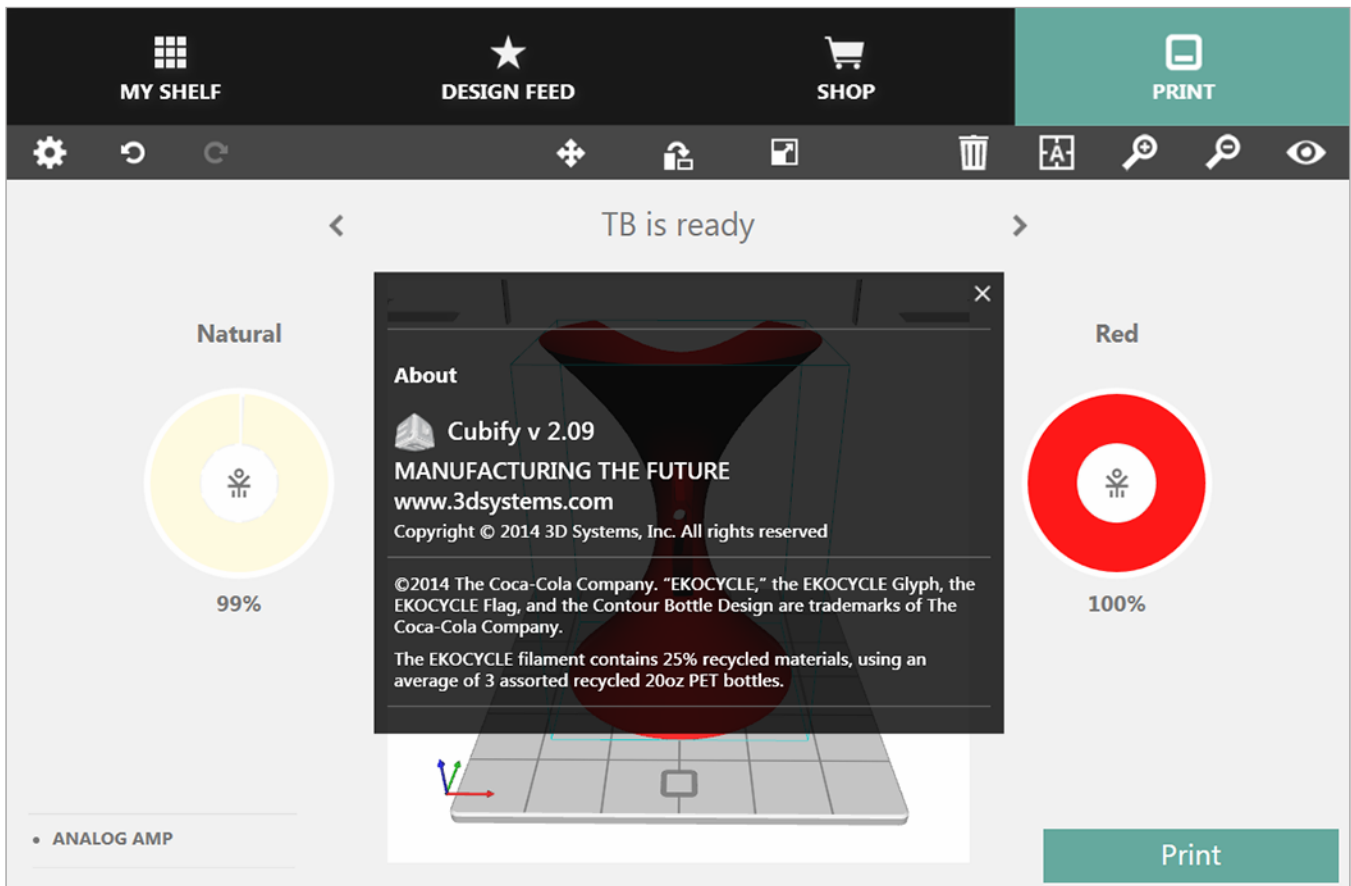 MY SHELF
DESIGN FEED
SHOP
PRINT
A
TB is ready
Natural
Red
99%
100%
About
Cubify v 2.09
MANUFACTURING THE FUTURE
www.3dsystems.com
Copyright © 2014 3D Systems, Inc. All rights reserved
©2014 The Coca-Cola Company. “EKOCYCLE,” the EKOCYCLE Glyph, the
EKOCYCLE Flag, and the Contour Bottle Design are trademarks of The
Coca-Cola Company.
The EKOCYCLE filament contains 25% recycled materials, using an
average of 3 assorted recycled 20oz PET bottles.
• ANALOG AMP
Print